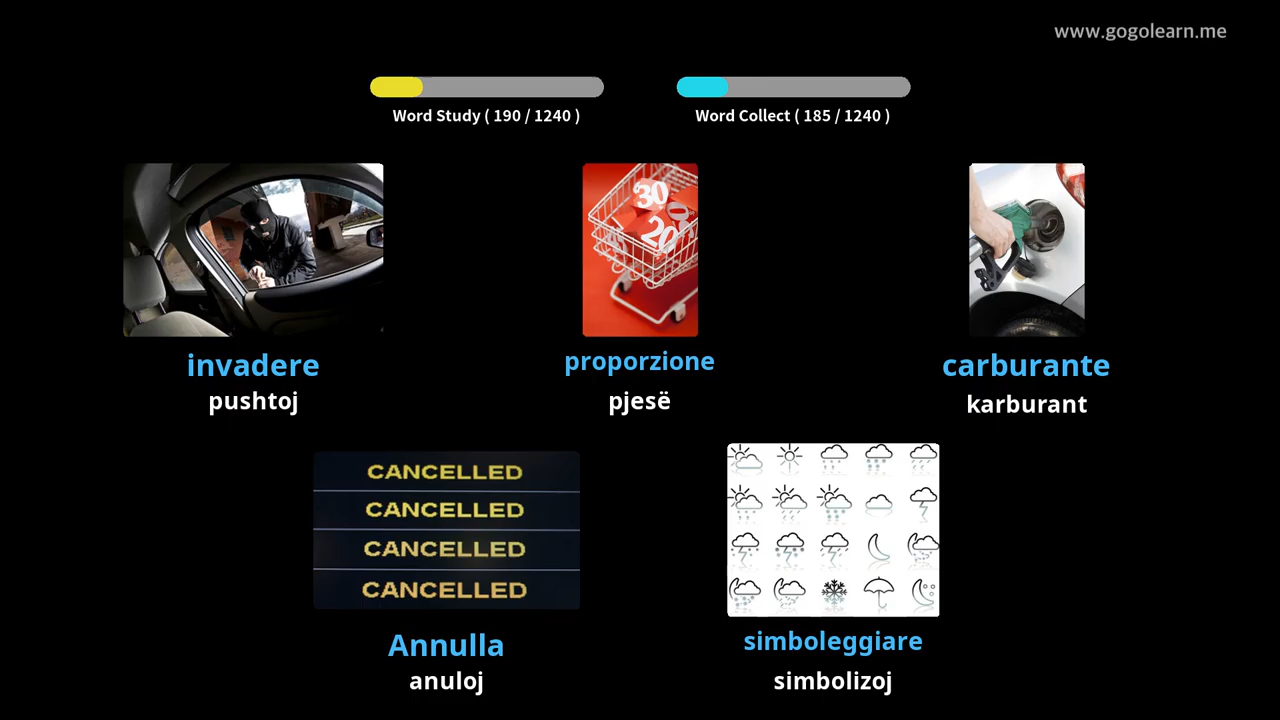 www.gogolearn.me
Word Study ( 190 / 1240 )
Word Collect ( 185 / 1240 )
30
20
invadere
pushtoj
proporzione
pjesë
carburante
karburant
CANCELLED
CANCELLED
CANCELLED
CANCELLED
Annulla
anuloj
simboleggiare
simbolizoj